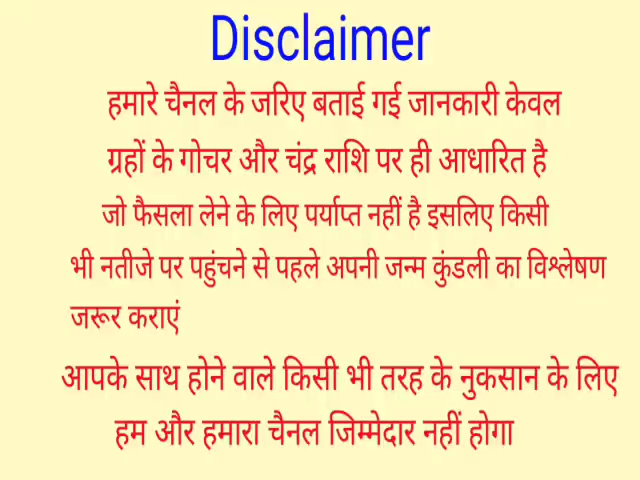 Disclaimer
हमारे चैनल के जरिए बताई गई जानकारी केवल
ग्रहों के गोचर और चंद्र राशि पर ही आधारित है
जो फैसला लेने के लिए पर्याप्त नहीं है इसलिए किसी
भी नतीजे पर पहुंचने से पहले अपनी जन्म कुंडली का विश्लेषण
जरूर कराएं
आपके साथ होने वाले किसी भी तरह के नुकसान के लिए
हम और हमारा चैनल जिम्मेदार नहीं होगा